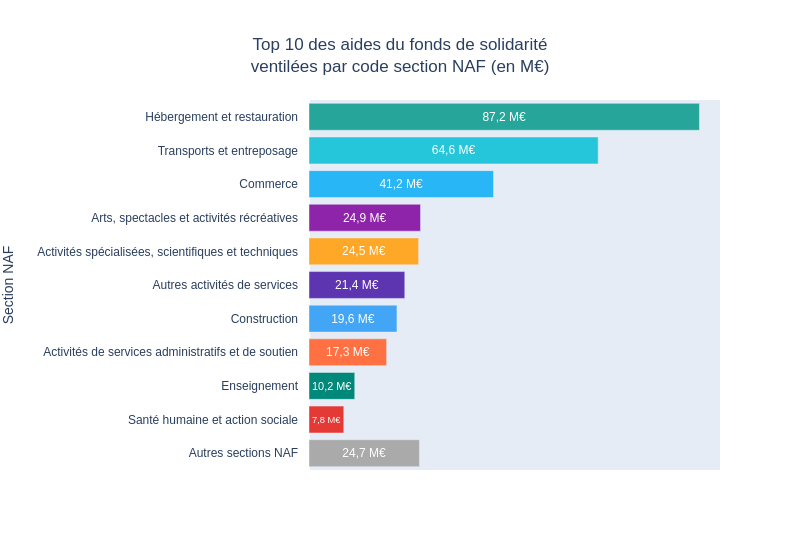 Top 10 des aides du fonds de solidarité
ventilées par code section NAF (en M€)
Section NAF
Hébergement et restauration 87,2 M€
Transports et entreposage 64,6 M€
Commerce 41,2 M€
Arts, spectacles et activités récréatives 24,9 M€
Activités spécialisées, scientifiques et techniques 24,5 M€
Autres activités de services 21,4 M€
Construction 19,6 M€
Activités de services administratifs et de soutien 17,3 M€
Enseignement 10,2 M€
Santé humaine et action sociale 7,8 M€
Autres sections NAF 24,7 M€